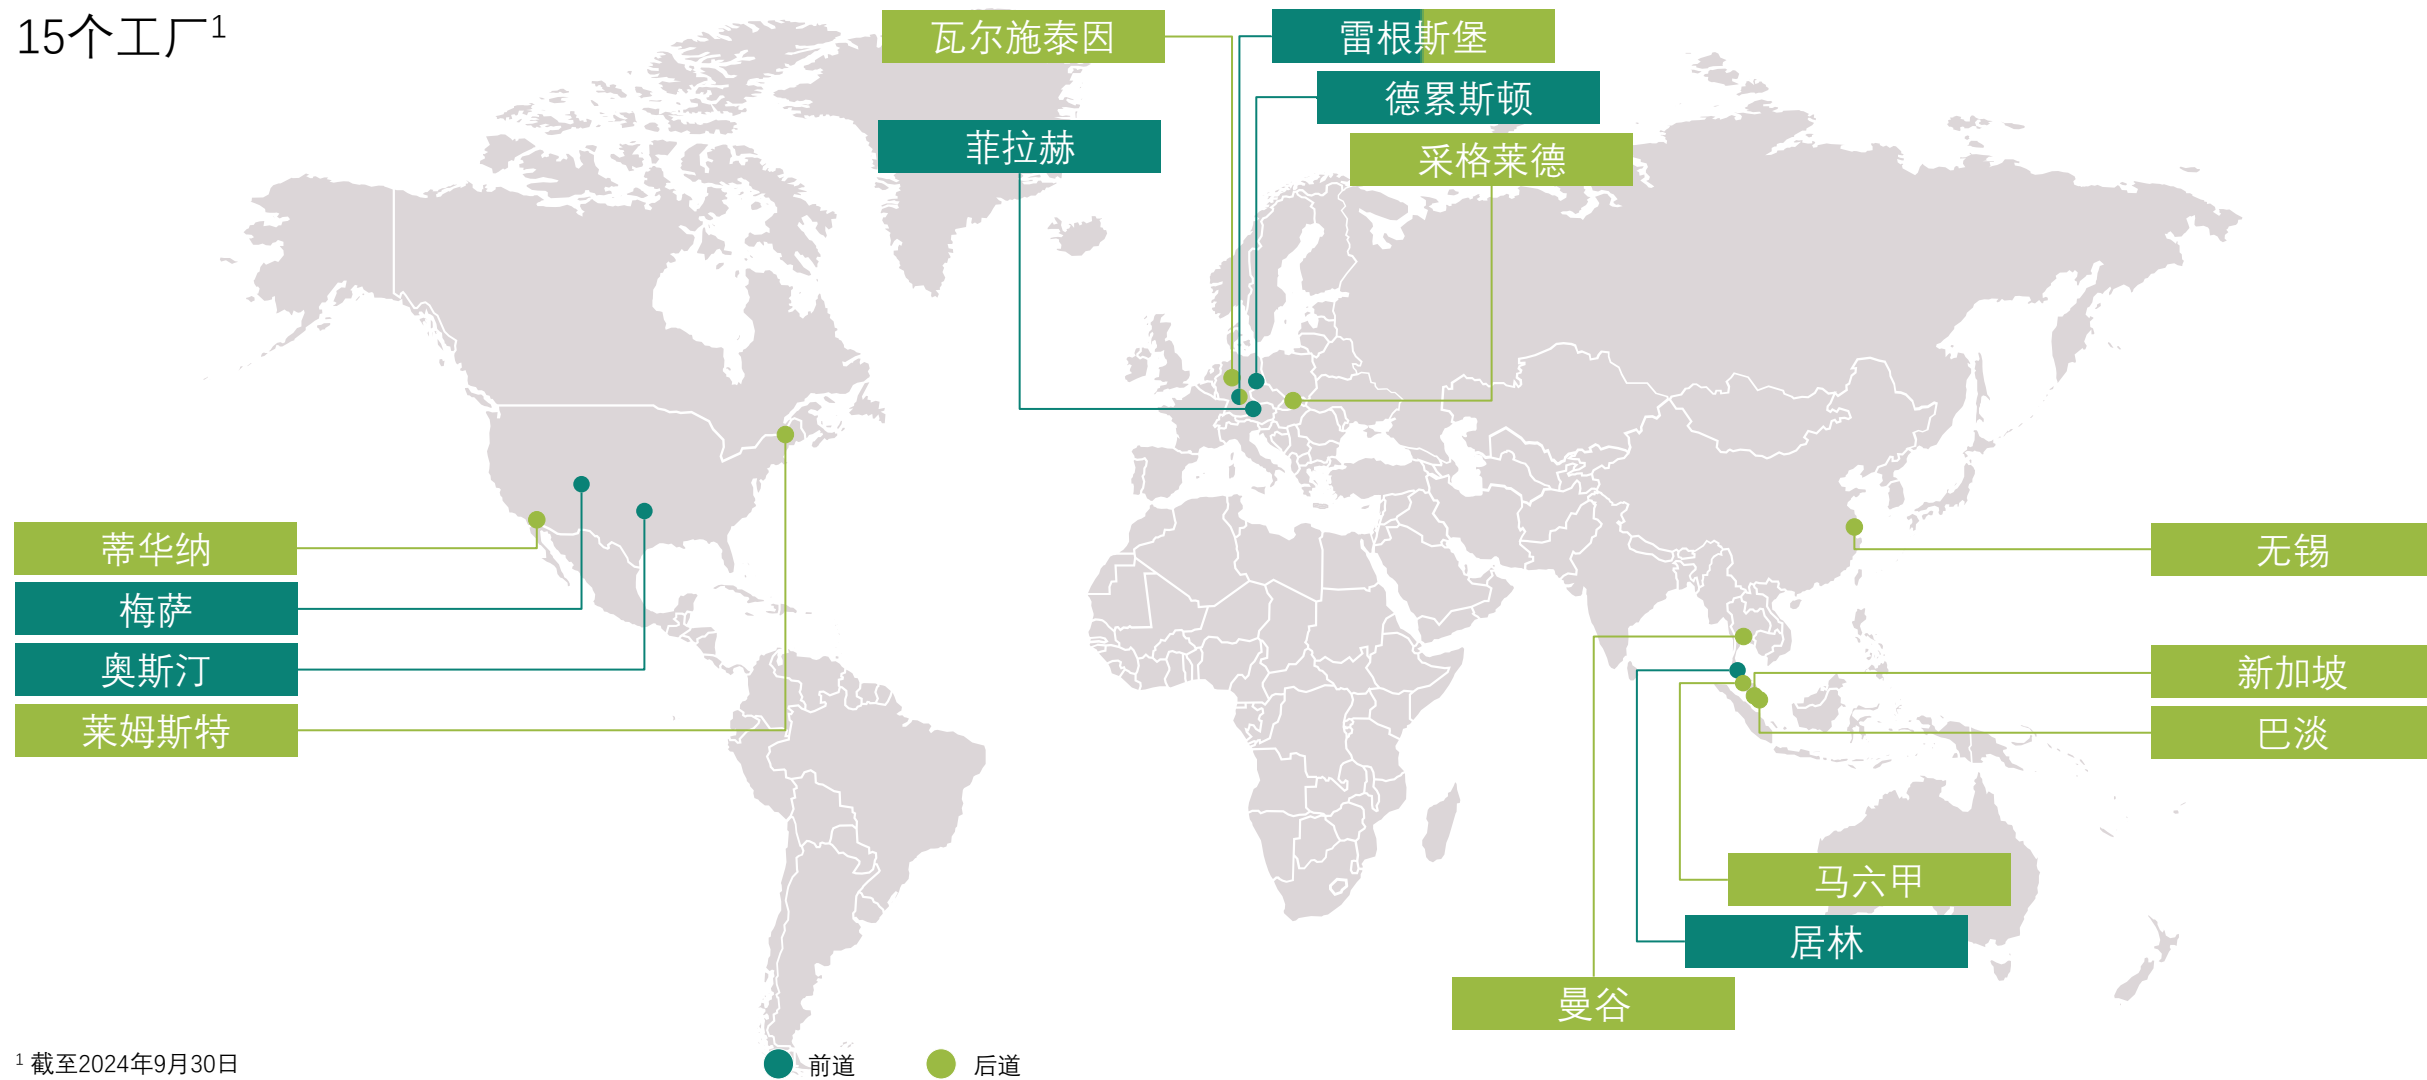 15个工厂¹
瓦尔施泰因
雷根斯堡
德累斯顿
菲拉赫
采格莱德
蒂华纳
梅萨
奥斯汀
莱姆斯特
无锡
新加坡
巴淡
马六甲
居林
曼谷
¹ 截至2024年9月30日
前道
后道